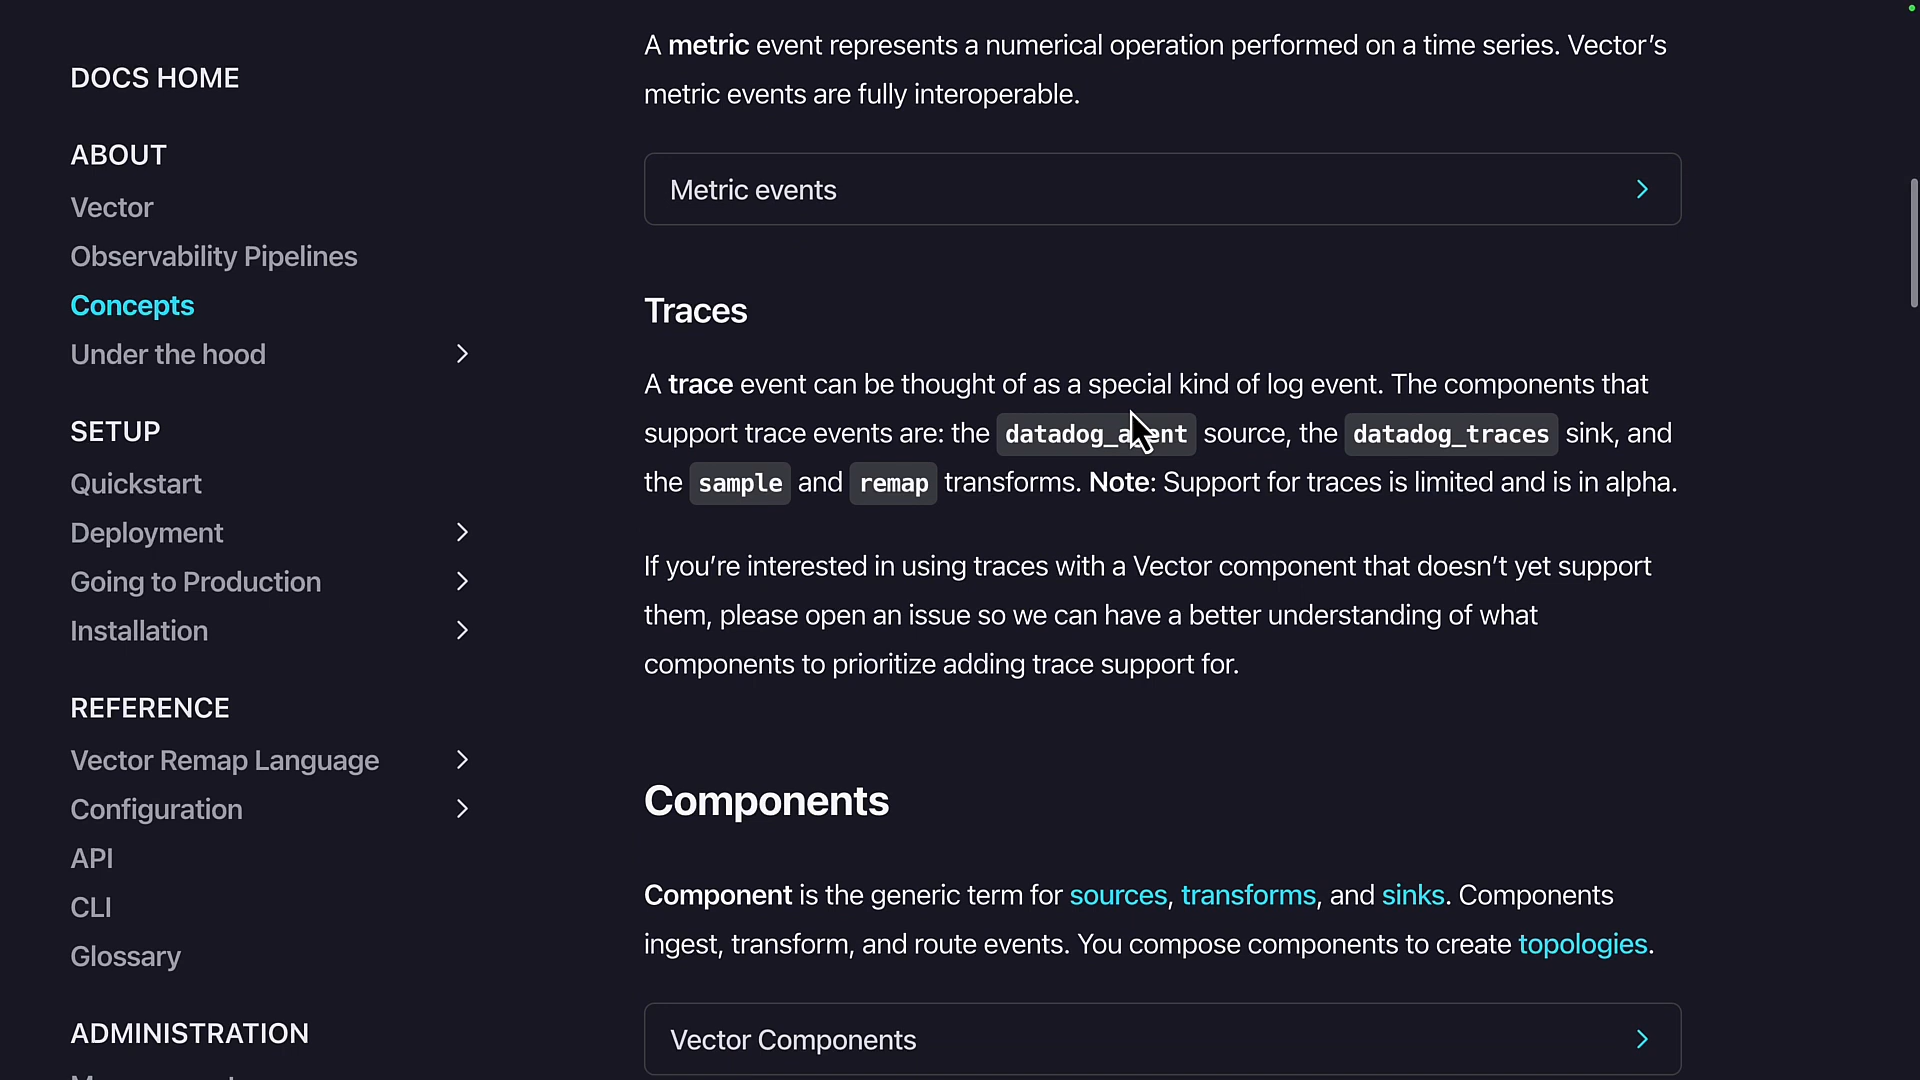 DOCS HOME
ABOUT
Vector
Observability Pipelines
Concepts
Under the hood
SETUP
Quickstart
Deployment
Going to Production
Installation
REFERENCE
Vector Remap Language
Configuration
API
CLI
Glossary
ADMINISTRATION
A metric event represents a numerical operation performed on a time series. Vector’s
metric events are fully interoperable.
Metric events
Traces
A trace event can be thought of as a special kind of log event. The components that
support trace events are: the datadog_agent source, the datadog_traces sink, and
the sample and remap transforms. Note: Support for traces is limited and is in alpha.
If you’re interested in using traces with a Vector component that doesn’t yet support
them, please open an issue so we can have a better understanding of what
components to prioritize adding trace support for.
Components
Component is the generic term for sources, transforms, and sinks. Components
ingest, transform, and route events. You compose components to create topologies.
Vector Components